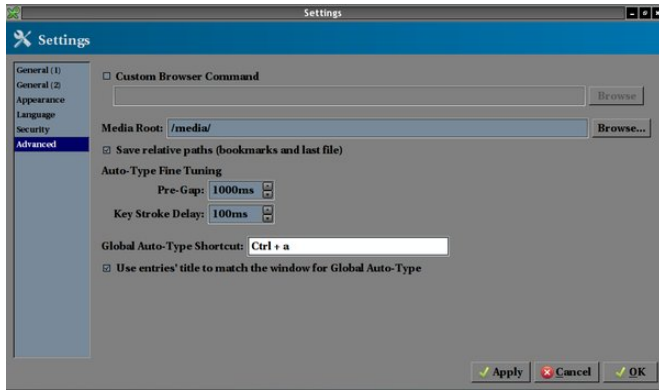 Settings
Settings
General (1)
General (2)
Appearance
Language
Security
Advanced
Custom Browser Command
Browse
Media Root: /media/ Browse...
Save relative paths (bookmarks and last file)
Auto-Type Fine Tuning
Pre-Gap: 1000ms
Key Stroke Delay: 100ms
Global Auto-Type Shortcut: Ctrl + a
Use entries' title to match the window for Global Auto-Type
Apply Cancel OK